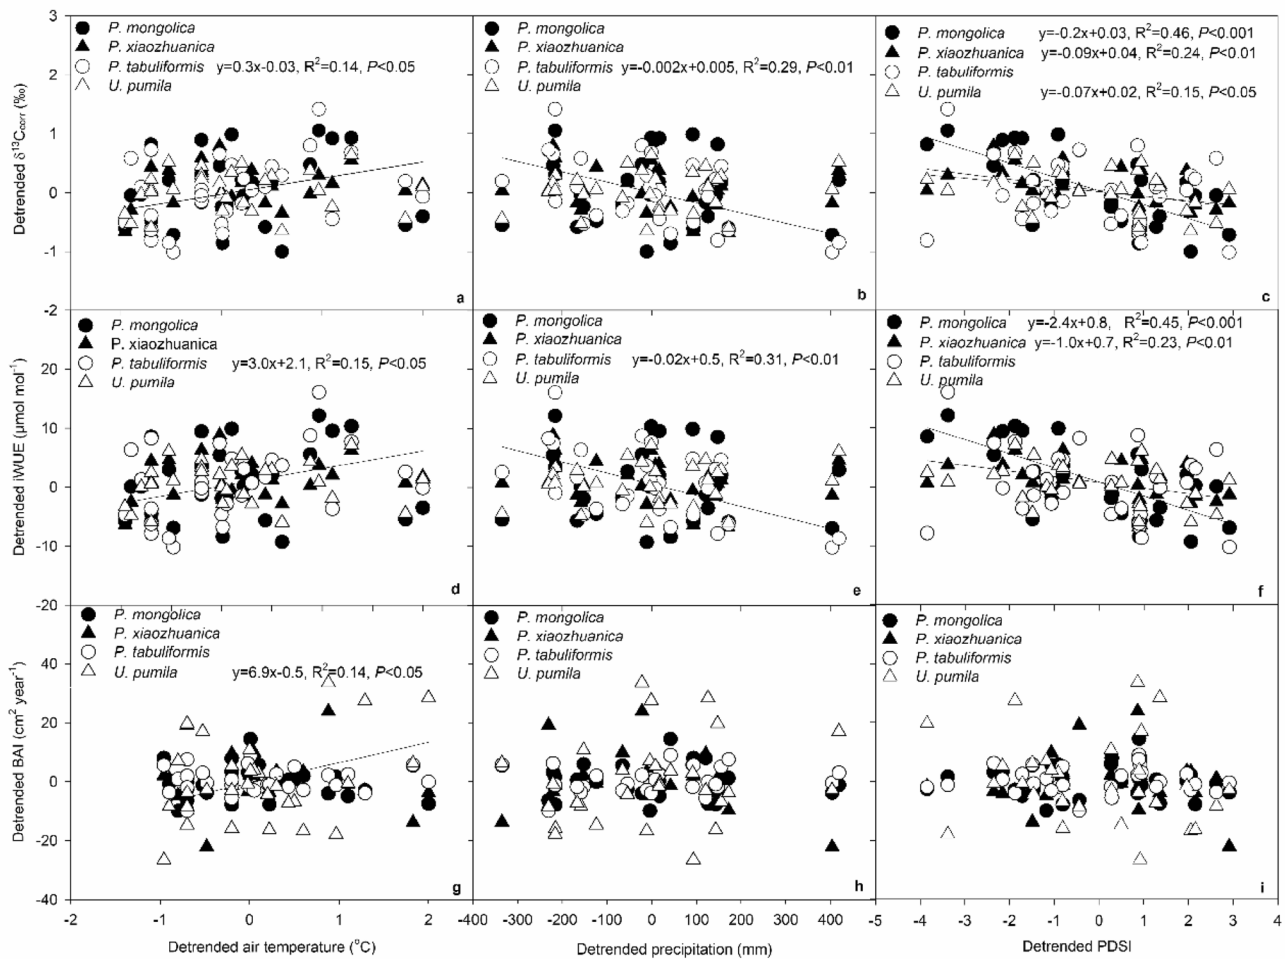 3
P. mongolica
P. xiaozhuanica
P. tabuliformis y=0.3x-0.03, R2=0.14, P<0.05
U. pumila
P. mongolica
P. xiaozhuanica
P. tabuliformis y=-0.002x+0.005, R2=0.29, P<0.01
U. pumila
P. mongolica y=-0.2x+0.03, R2=0.46, P<0.001
P. xiaozhuanica y=-0.09x+0.04, R2=0.24, P<0.01
P. tabuliformis
U. pumila y=-0.07x+0.02, R2=0.15, P<0.05
2
1
0
-1
-2
Detrended δ13Ccorr (‰)
a
b
c
P. mongolica
P. xiaozhuanica
P. tabuliformis y=3.0x+2.1, R2=0.15, P<0.05
U. pumila
P. mongolica
P. xiaozhuanica
P. tabuliformis y=-0.02x+0.5, R2=0.31, P<0.01
U. pumila
P. mongolica y=-2.4x+0.8, R2=0.45, P<0.001
P. xiaozhuanica y=-1.0x+0.7, R2=0.23, P<0.01
P. tabuliformis
U. pumila
20
10
0
-10
-20
Detrended iWUE (μmol mol-1)
d
e
f
P. mongolica
P. xiaozhuanica
P. tabuliformis
U. pumila y=6.9x-0.5, R2=0.14, P<0.05
P. mongolica
P. xiaozhuanica
P. tabuliformis
U. pumila
P. mongolica
P. xiaozhuanica
P. tabuliformis
U. pumila
40
20
0
-20
-40
Detrended BAI (cm2 year-1)
g
h
i
-2 -1 0 1 2
-400 -300 -200 -100 0 100 200 300 400
-5 -4 -3 -2 -1 0 1 2 3 4
Detrended air temperature (oC)
Detrended precipitation (mm)
Detrended PDSI